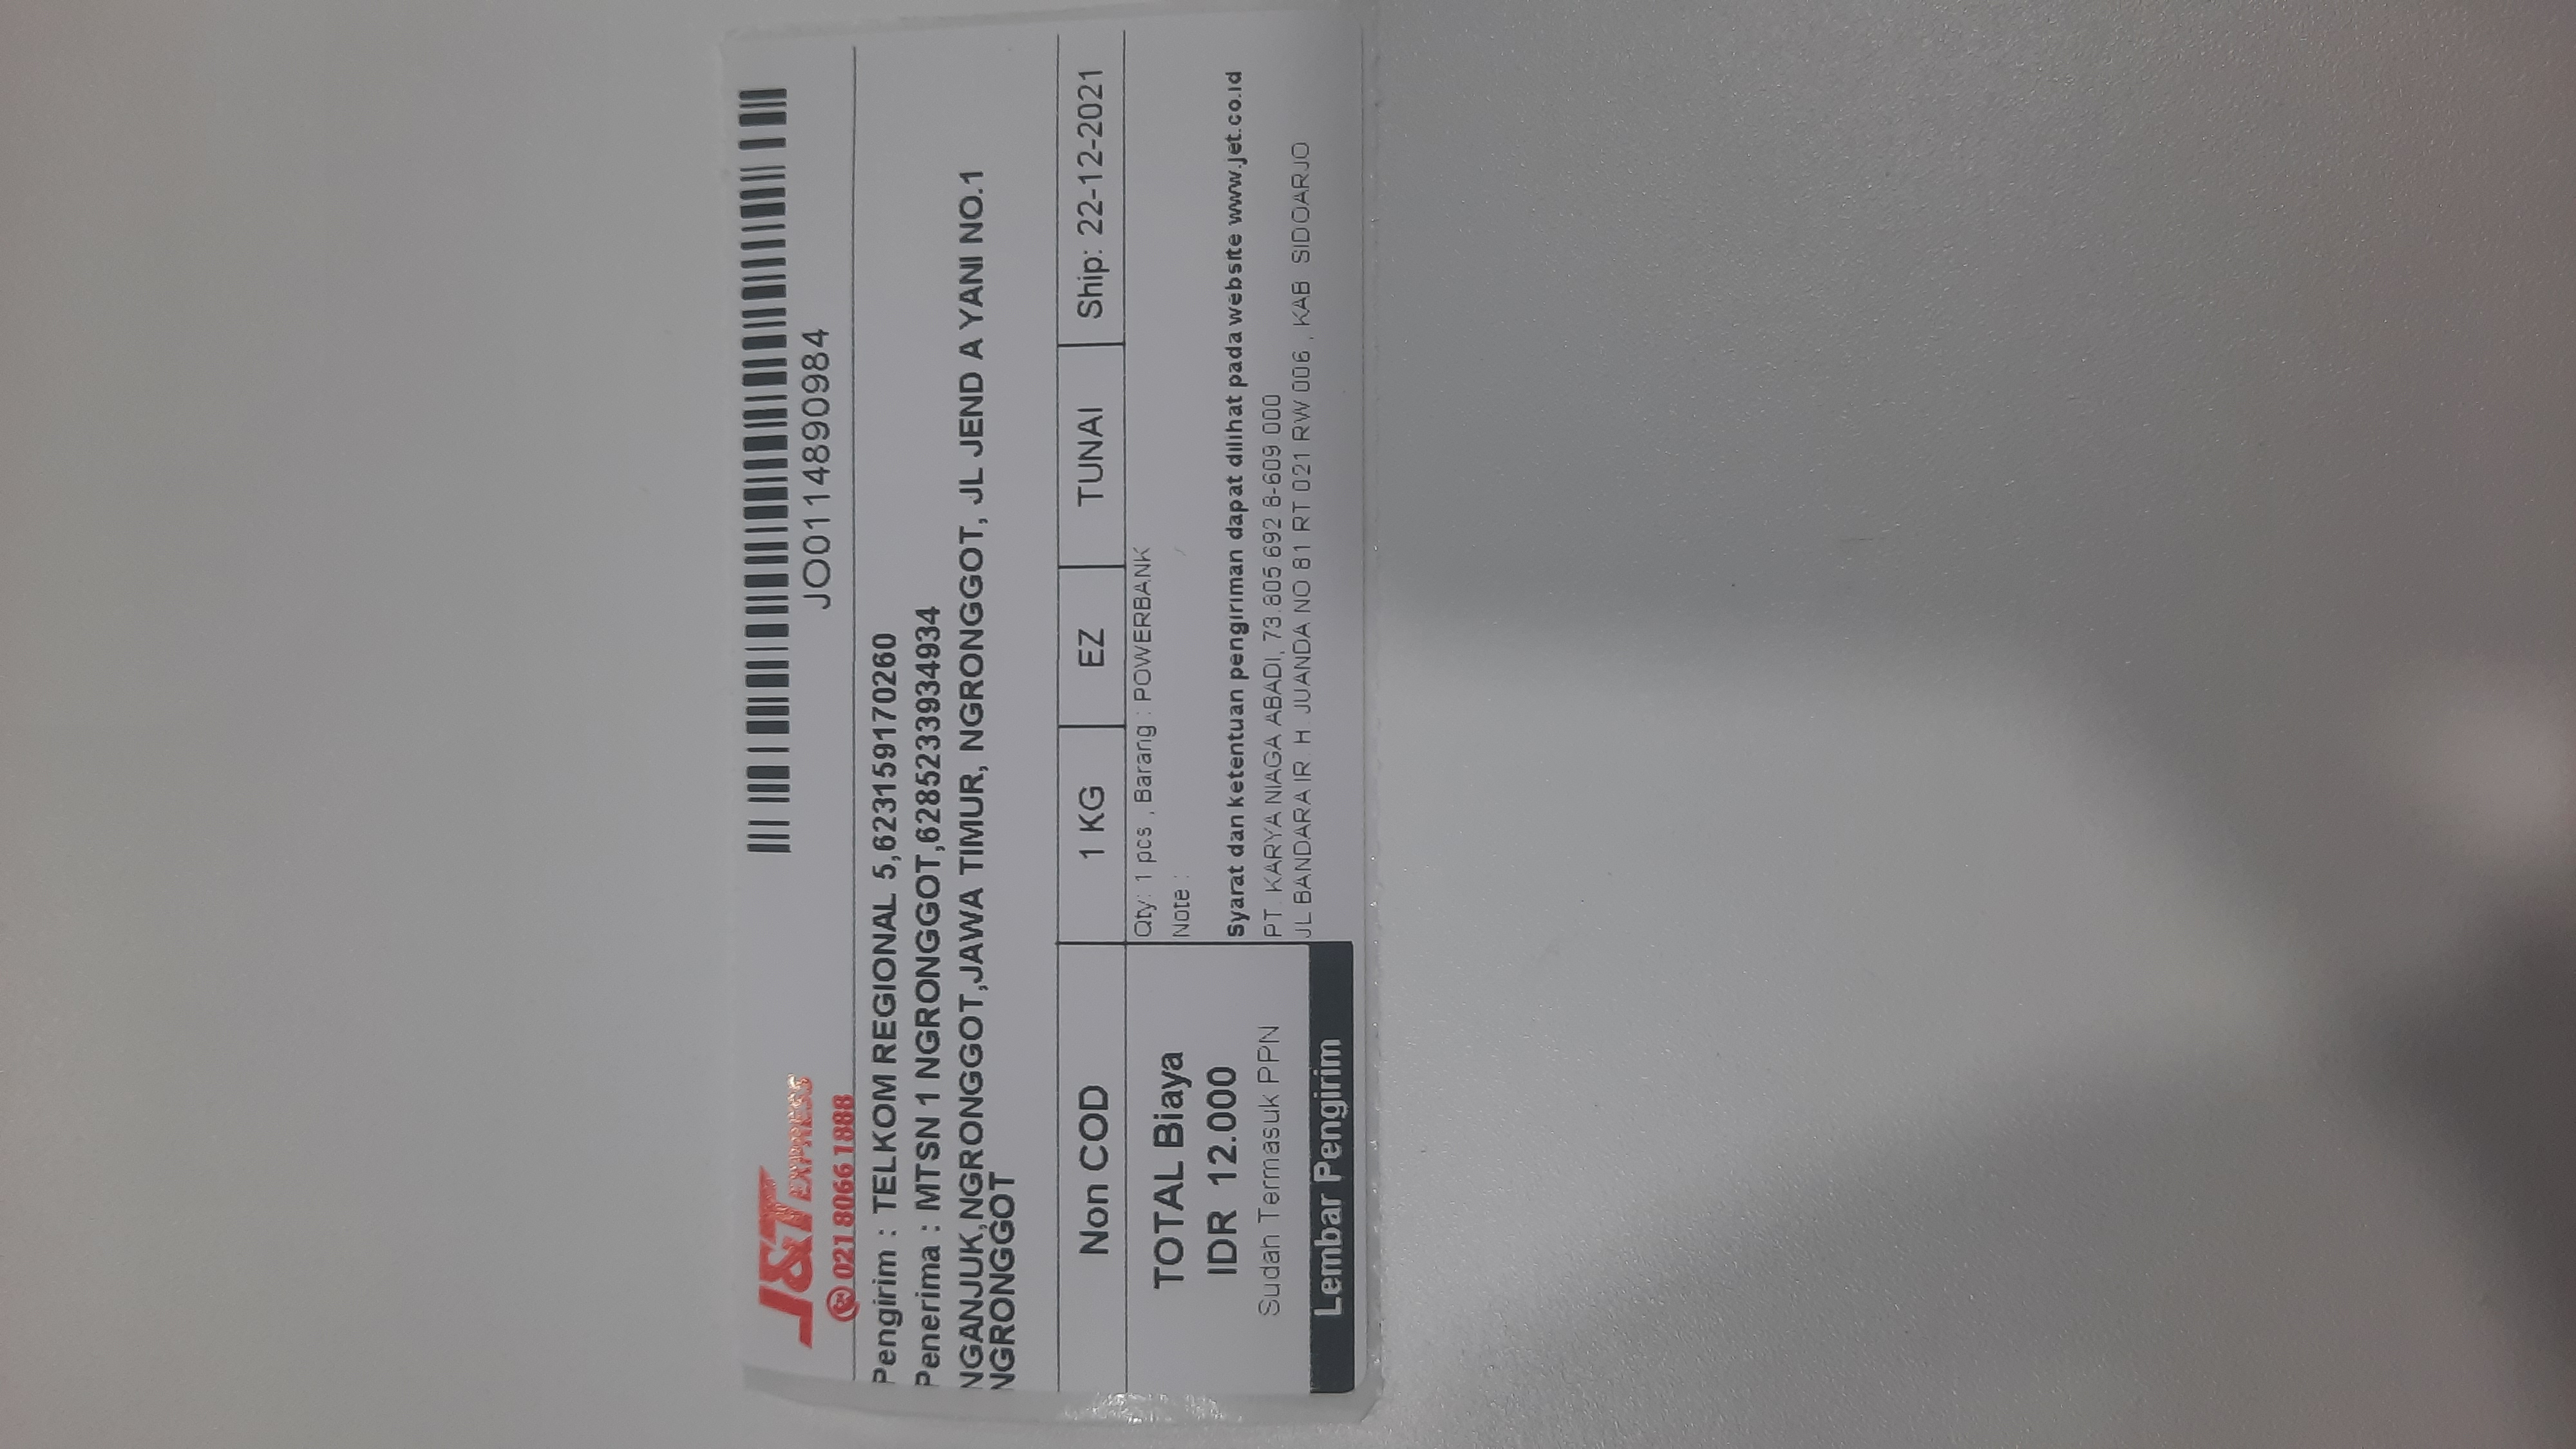 J&T EXPRESS
021 8066 1888
JO0114890984
Pengirim : TELKOM REGIONAL 5,623159170260
Penerima : MTSN 1 NGRONGGOT,6285233934934
NGANJUK,NGRONGGOT,JAWA TIMUR, NGRONGGOT, JL JEND A YANI NO.1
NGRONGGOT
Non COD
1 KG
EZ
TUNAI
Ship: 22-12-2021
TOTAL Biaya
IDR 12.000
Sudah Termasuk PPN
Lembar Pengirim
Qty: 1 pcs , Barang : POWERBANK
Note :
Syarat dan ketentuan pengiriman dapat dilihat pada website www.jet.co.id
PT. KARYA NIAGA ABADI, 73.805.692.8-609.000
JL BANDARA IR. H. JUANDA NO 81 RT 021 RW 006 , KAB. SIDOARJO